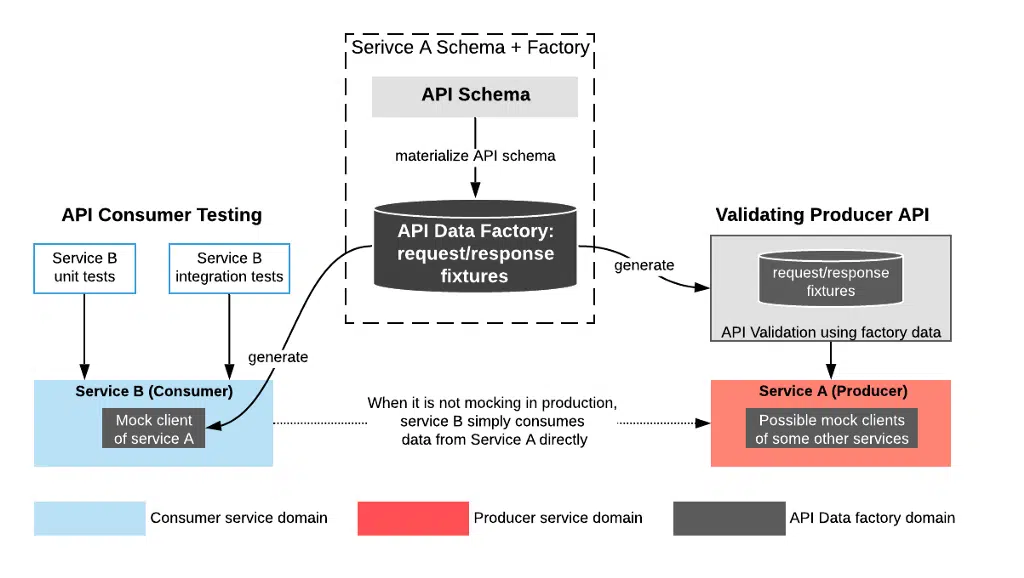 Serivce A Schema + Factory
API Schema
materialize API schema
API Data Factory:
request/response
fixtures
API Consumer Testing
Service B
unit tests
Service B
integration tests
generate
Service B (Consumer)
Mock client
of service A
When it is not mocking in production,
service B simply consumes
data from Service A directly
Validating Producer API
generate
request/response
fixtures
API Validation using factory data
Service A (Producer)
Possible mock clients
of some other services
Consumer service domain
Producer service domain
API Data factory domain